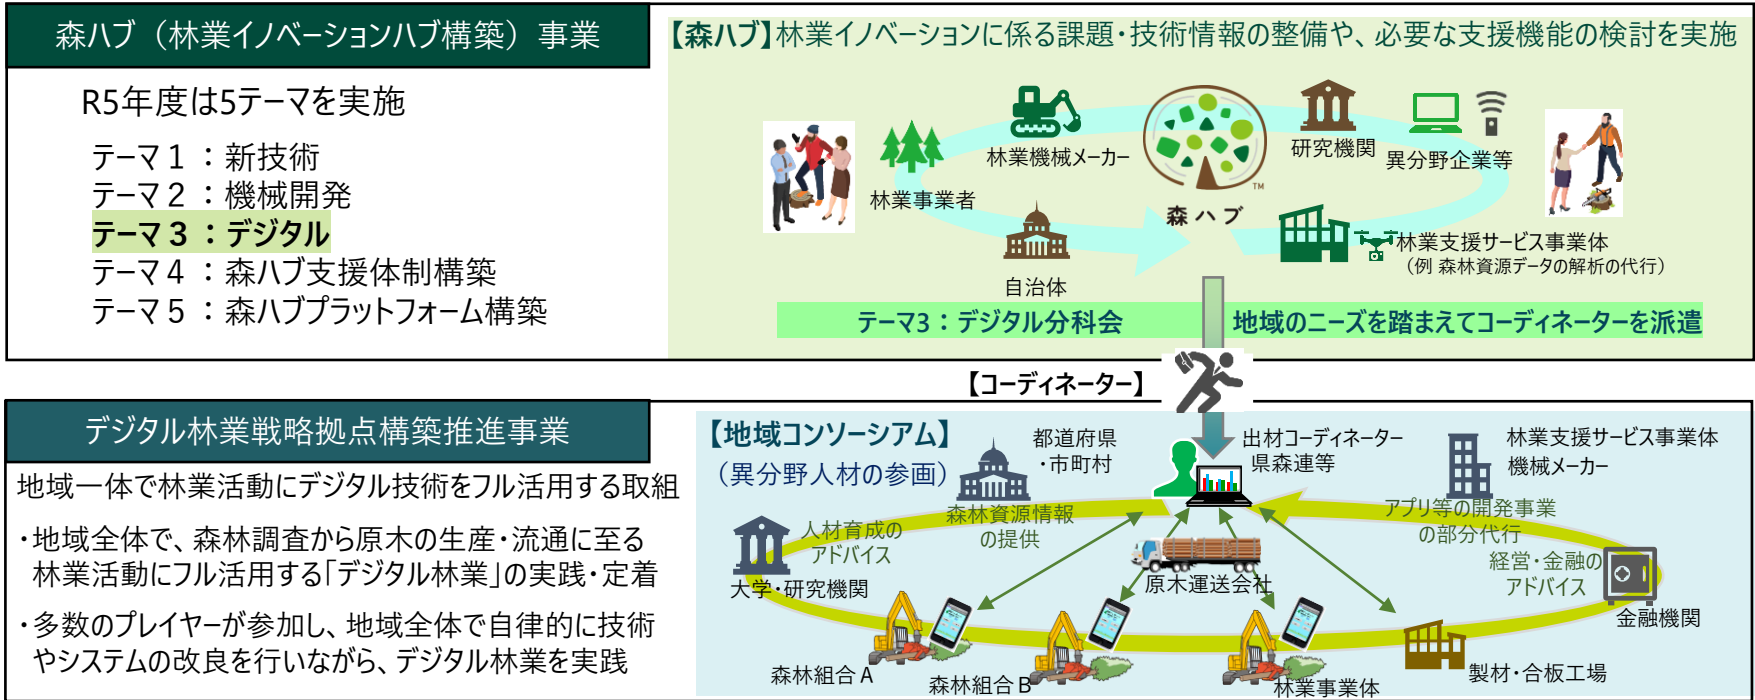 森ハブ（林業イノベーションハブ構築）事業
R5年度は5テーマを実施
テーマ１：新技術
テーマ２：機械開発
テーマ３：デジタル
テーマ４：森ハブ支援体制構築
テーマ５：森ハブプラットフォーム構築
【森ハブ】林業イノベーションに係る課題・技術情報の整備や、必要な支援機能の検討を実施
林業機械メーカー
研究機関
異分野企業等
林業事業者
TM
森ハブ
林業支援サービス事業体
（例 森林資源データの解析の代行）
自治体
テーマ3：デジタル分科会
地域のニーズを踏まえてコーディネーターを派遣
【コーディネーター】
デジタル林業戦略拠点構築推進事業
地域一体で林業活動にデジタル技術をフル活用する取組
・地域全体で、森林調査から原木の生産・流通に至る
林業活動にフル活用する「デジタル林業」の実践・定着
・多数のプレイヤーが参加し、地域全体で自律的に技術
やシステムの改良を行いながら、デジタル林業を実践
【地域コンソーシアム】
（異分野人材の参画）
都道府県
・市町村
出材コーディネーター
県森連等
林業支援サービス事業体
機械メーカー
人材育成の
アドバイス
森林資源情報
の提供
アプリ等の開発事業
の部分代行
経営・金融の
アドバイス
大学・研究機関
原木運送会社
金融機関
森林組合A
森林組合B
林業事業体
製材・合板工場